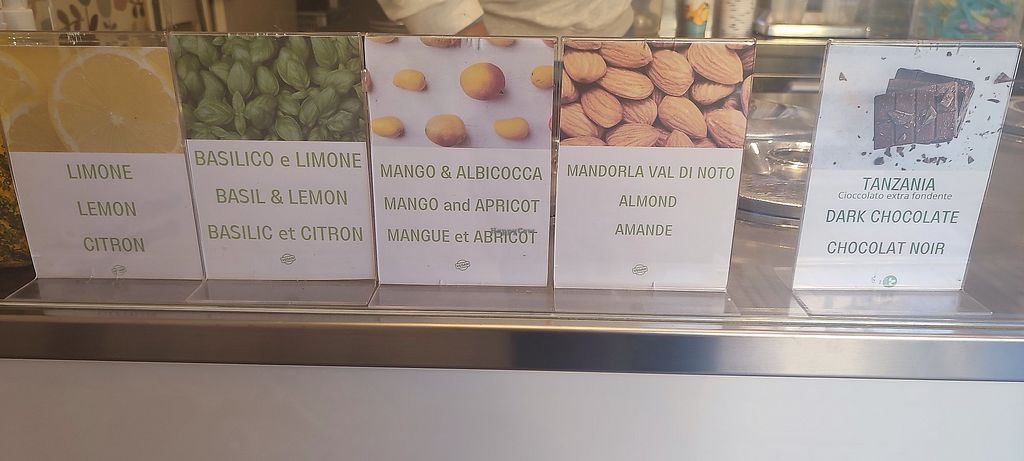 LIMONE
LEMON
CITRON
BASILICO e LIMONE
BASIL & LEMON
BASILIC et CITRON
MANGO & ALBICOCCA
MANGO and APRICOT
MANGUE et ABRICOT
MANDORLA VAL DI NOTO
ALMOND
AMANDE
TANZANIA
Cioccolato extra fondente
DARK CHOCOLATE
CHOCOLAT NOIR